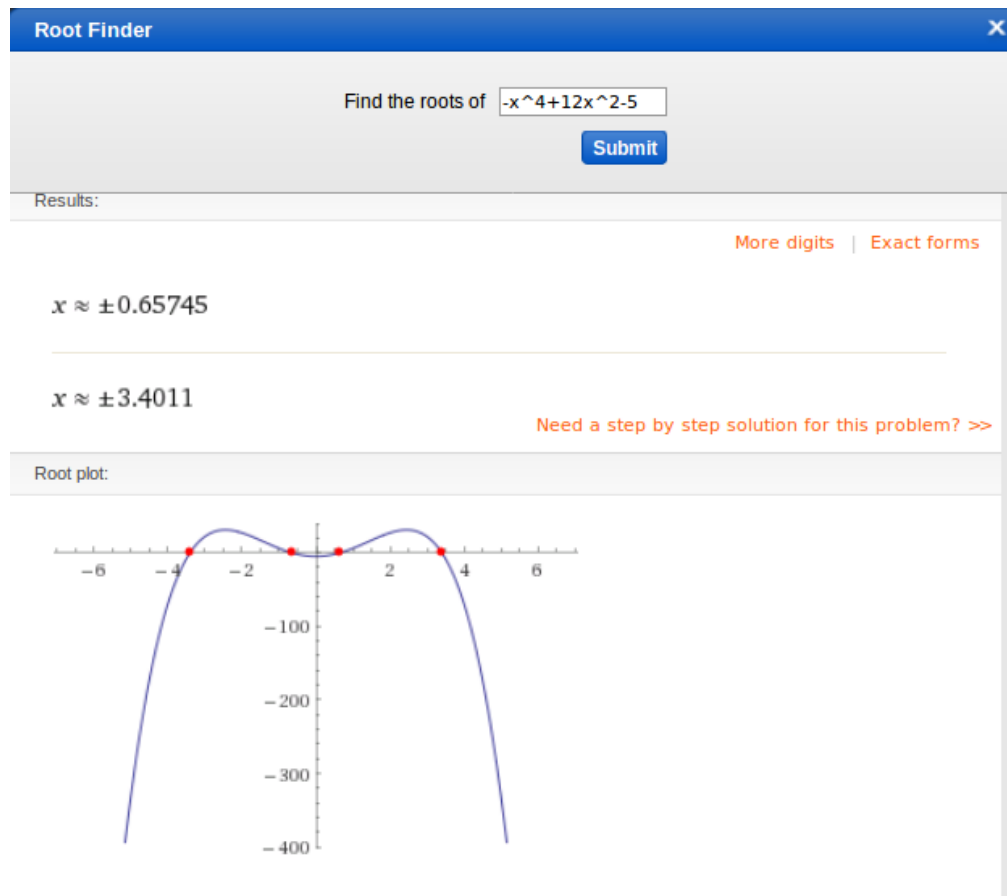 Root Finder x
Find the roots of -x^4+12x^2-5
Submit
Results:
More digits | Exact forms
x ≈ ±0.65745
x ≈ ±3.4011
Need a step by step solution for this problem? >>
Root plot:
−6 −4 −2 2 4 6
−100
−200
−300
−400